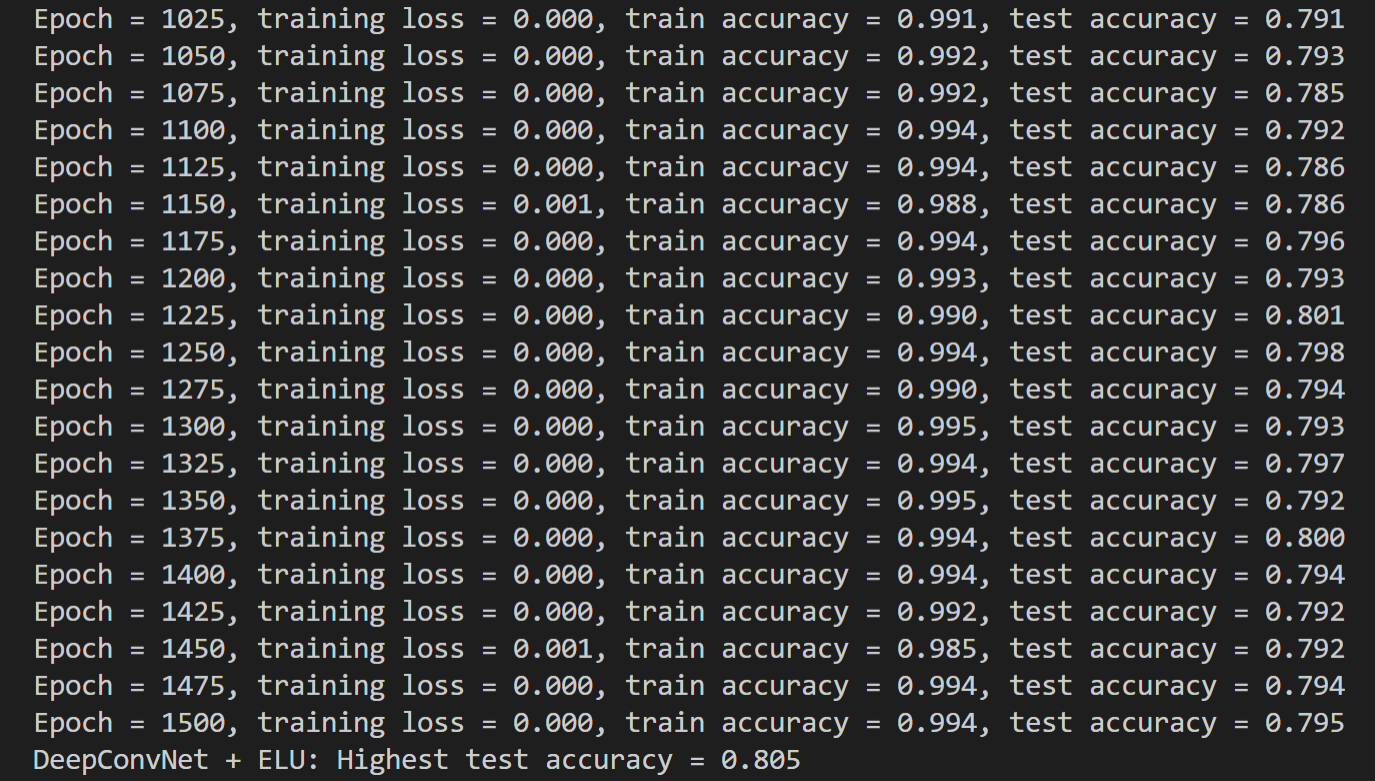 Epoch = 1025, training loss = 0.000, train accuracy = 0.991, test accuracy = 0.791
Epoch = 1050, training loss = 0.000, train accuracy = 0.992, test accuracy = 0.793
Epoch = 1075, training loss = 0.000, train accuracy = 0.992, test accuracy = 0.785
Epoch = 1100, training loss = 0.000, train accuracy = 0.994, test accuracy = 0.792
Epoch = 1125, training loss = 0.000, train accuracy = 0.994, test accuracy = 0.786
Epoch = 1150, training loss = 0.001, train accuracy = 0.988, test accuracy = 0.786
Epoch = 1175, training loss = 0.000, train accuracy = 0.994, test accuracy = 0.796
Epoch = 1200, training loss = 0.000, train accuracy = 0.993, test accuracy = 0.793
Epoch = 1225, training loss = 0.000, train accuracy = 0.990, test accuracy = 0.801
Epoch = 1250, training loss = 0.000, train accuracy = 0.994, test accuracy = 0.798
Epoch = 1275, training loss = 0.000, train accuracy = 0.990, test accuracy = 0.794
Epoch = 1300, training loss = 0.000, train accuracy = 0.995, test accuracy = 0.793
Epoch = 1325, training loss = 0.000, train accuracy = 0.994, test accuracy = 0.797
Epoch = 1350, training loss = 0.000, train accuracy = 0.995, test accuracy = 0.792
Epoch = 1375, training loss = 0.000, train accuracy = 0.994, test accuracy = 0.800
Epoch = 1400, training loss = 0.000, train accuracy = 0.994, test accuracy = 0.794
Epoch = 1425, training loss = 0.000, train accuracy = 0.992, test accuracy = 0.792
Epoch = 1450, training loss = 0.001, train accuracy = 0.985, test accuracy = 0.792
Epoch = 1475, training loss = 0.000, train accuracy = 0.994, test accuracy = 0.794
Epoch = 1500, training loss = 0.000, train accuracy = 0.994, test accuracy = 0.795
DeepConvNet + ELU: Highest test accuracy = 0.805